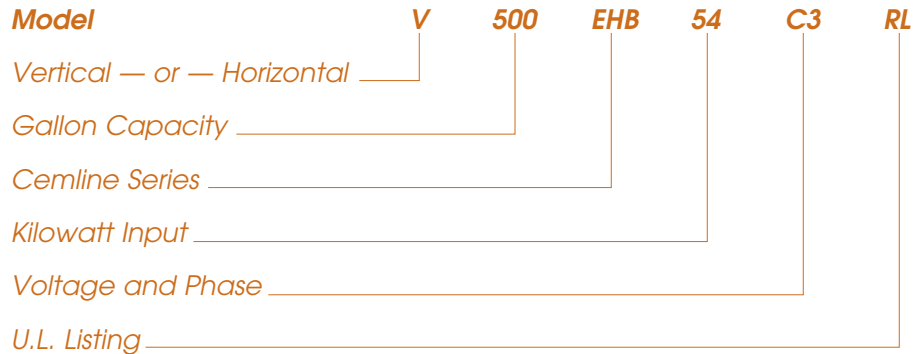 Model V 500 EHB 54 C3 RL
Vertical — or — Horizontal
Gallon Capacity
Cemline Series
Kilowatt Input
Voltage and Phase
U.L. Listing